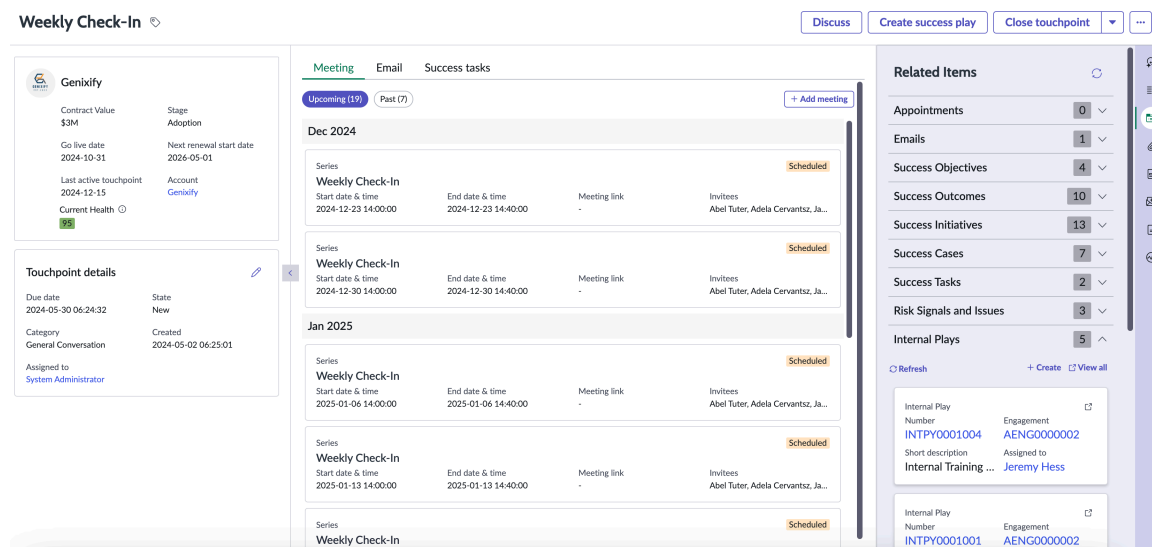 Weekly Check-In
Discuss
Create success play
Close touchpoint
...
GENIXIFY
Genixify
Contract Value
Stage
$3M
Adoption
Go live date
Next renewal start date
2024-10-31
2026-05-01
Last active touchpoint
Account
2024-12-15
Genixify
Current Health
95
Touchpoint details
Due date
State
2024-05-30 06:24:32
New
Category
Created
General Conversation
2024-05-02 06:25:01
Assigned to
System Administrator
Meeting
Email
Success tasks
Upcoming (19)
Past (7)
+ Add meeting
Dec 2024
Series
Scheduled
Weekly Check-In
Start date & time
End date & time
Meeting link
Invitees
2024-12-23 14:00:00
2024-12-23 14:40:00
-
Abel Tuter, Adela Cervantsz, Ja...
Series
Scheduled
Weekly Check-In
Start date & time
End date & time
Meeting link
Invitees
2024-12-30 14:00:00
2024-12-30 14:40:00
-
Abel Tuter, Adela Cervantsz, Ja...
Jan 2025
Series
Scheduled
Weekly Check-In
Start date & time
End date & time
Meeting link
Invitees
2025-01-06 14:00:00
2025-01-06 14:40:00
-
Abel Tuter, Adela Cervantsz, Ja...
Series
Scheduled
Weekly Check-In
Start date & time
End date & time
Meeting link
Invitees
2025-01-13 14:00:00
2025-01-13 14:40:00
-
Abel Tuter, Adela Cervantsz, Ja...
Series
Scheduled
Weekly Check-In
Related Items
Appointments
0
Emails
1
Success Objectives
4
Success Outcomes
10
Success Initiatives
13
Success Cases
7
Success Tasks
2
Risk Signals and Issues
3
Internal Plays
5
Refresh
+ Create
View all
Internal Play
Number
Engagement
INTPY0001004
AENG0000002
Short description
Assigned to
Internal Training ...
Jeremy Hess
Internal Play
Number
Engagement
INTPY0001001
AENG0000002